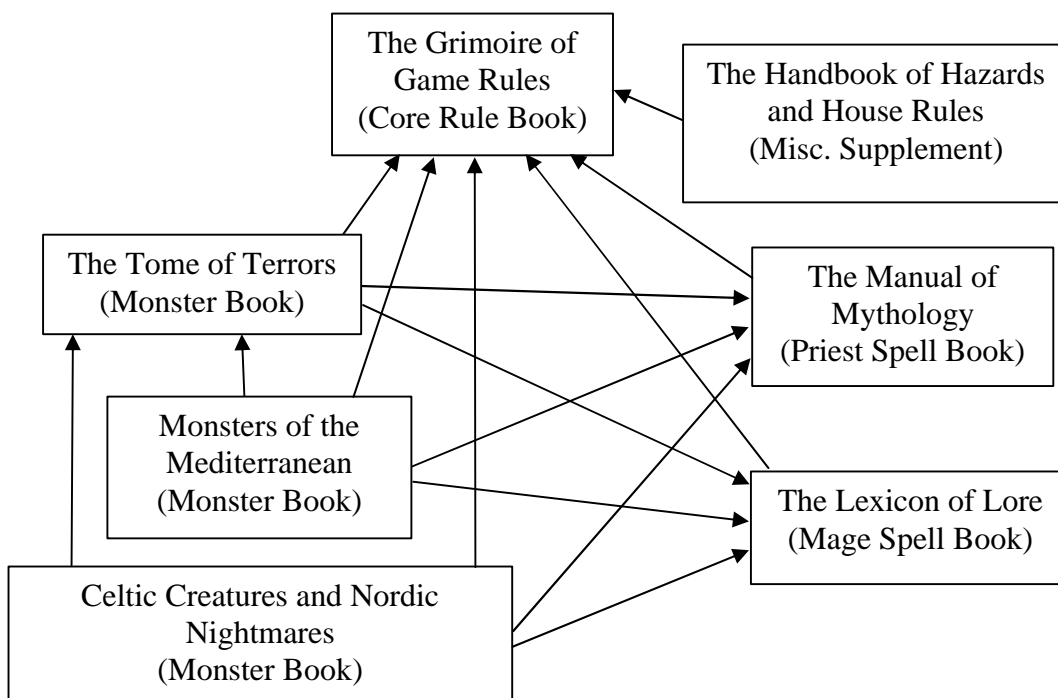 The Grimoire of
Game Rules
(Core Rule Book)
The Handbook of Hazards
and House Rules
(Misc. Supplement)
The Tome of Terrors
(Monster Book)
The Manual of
Mythology
(Priest Spell Book)
Monsters of the
Mediterranean
(Monster Book)
The Lexicon of Lore
(Mage Spell Book)
Celtic Creatures and Nordic
Nightmares
(Monster Book)